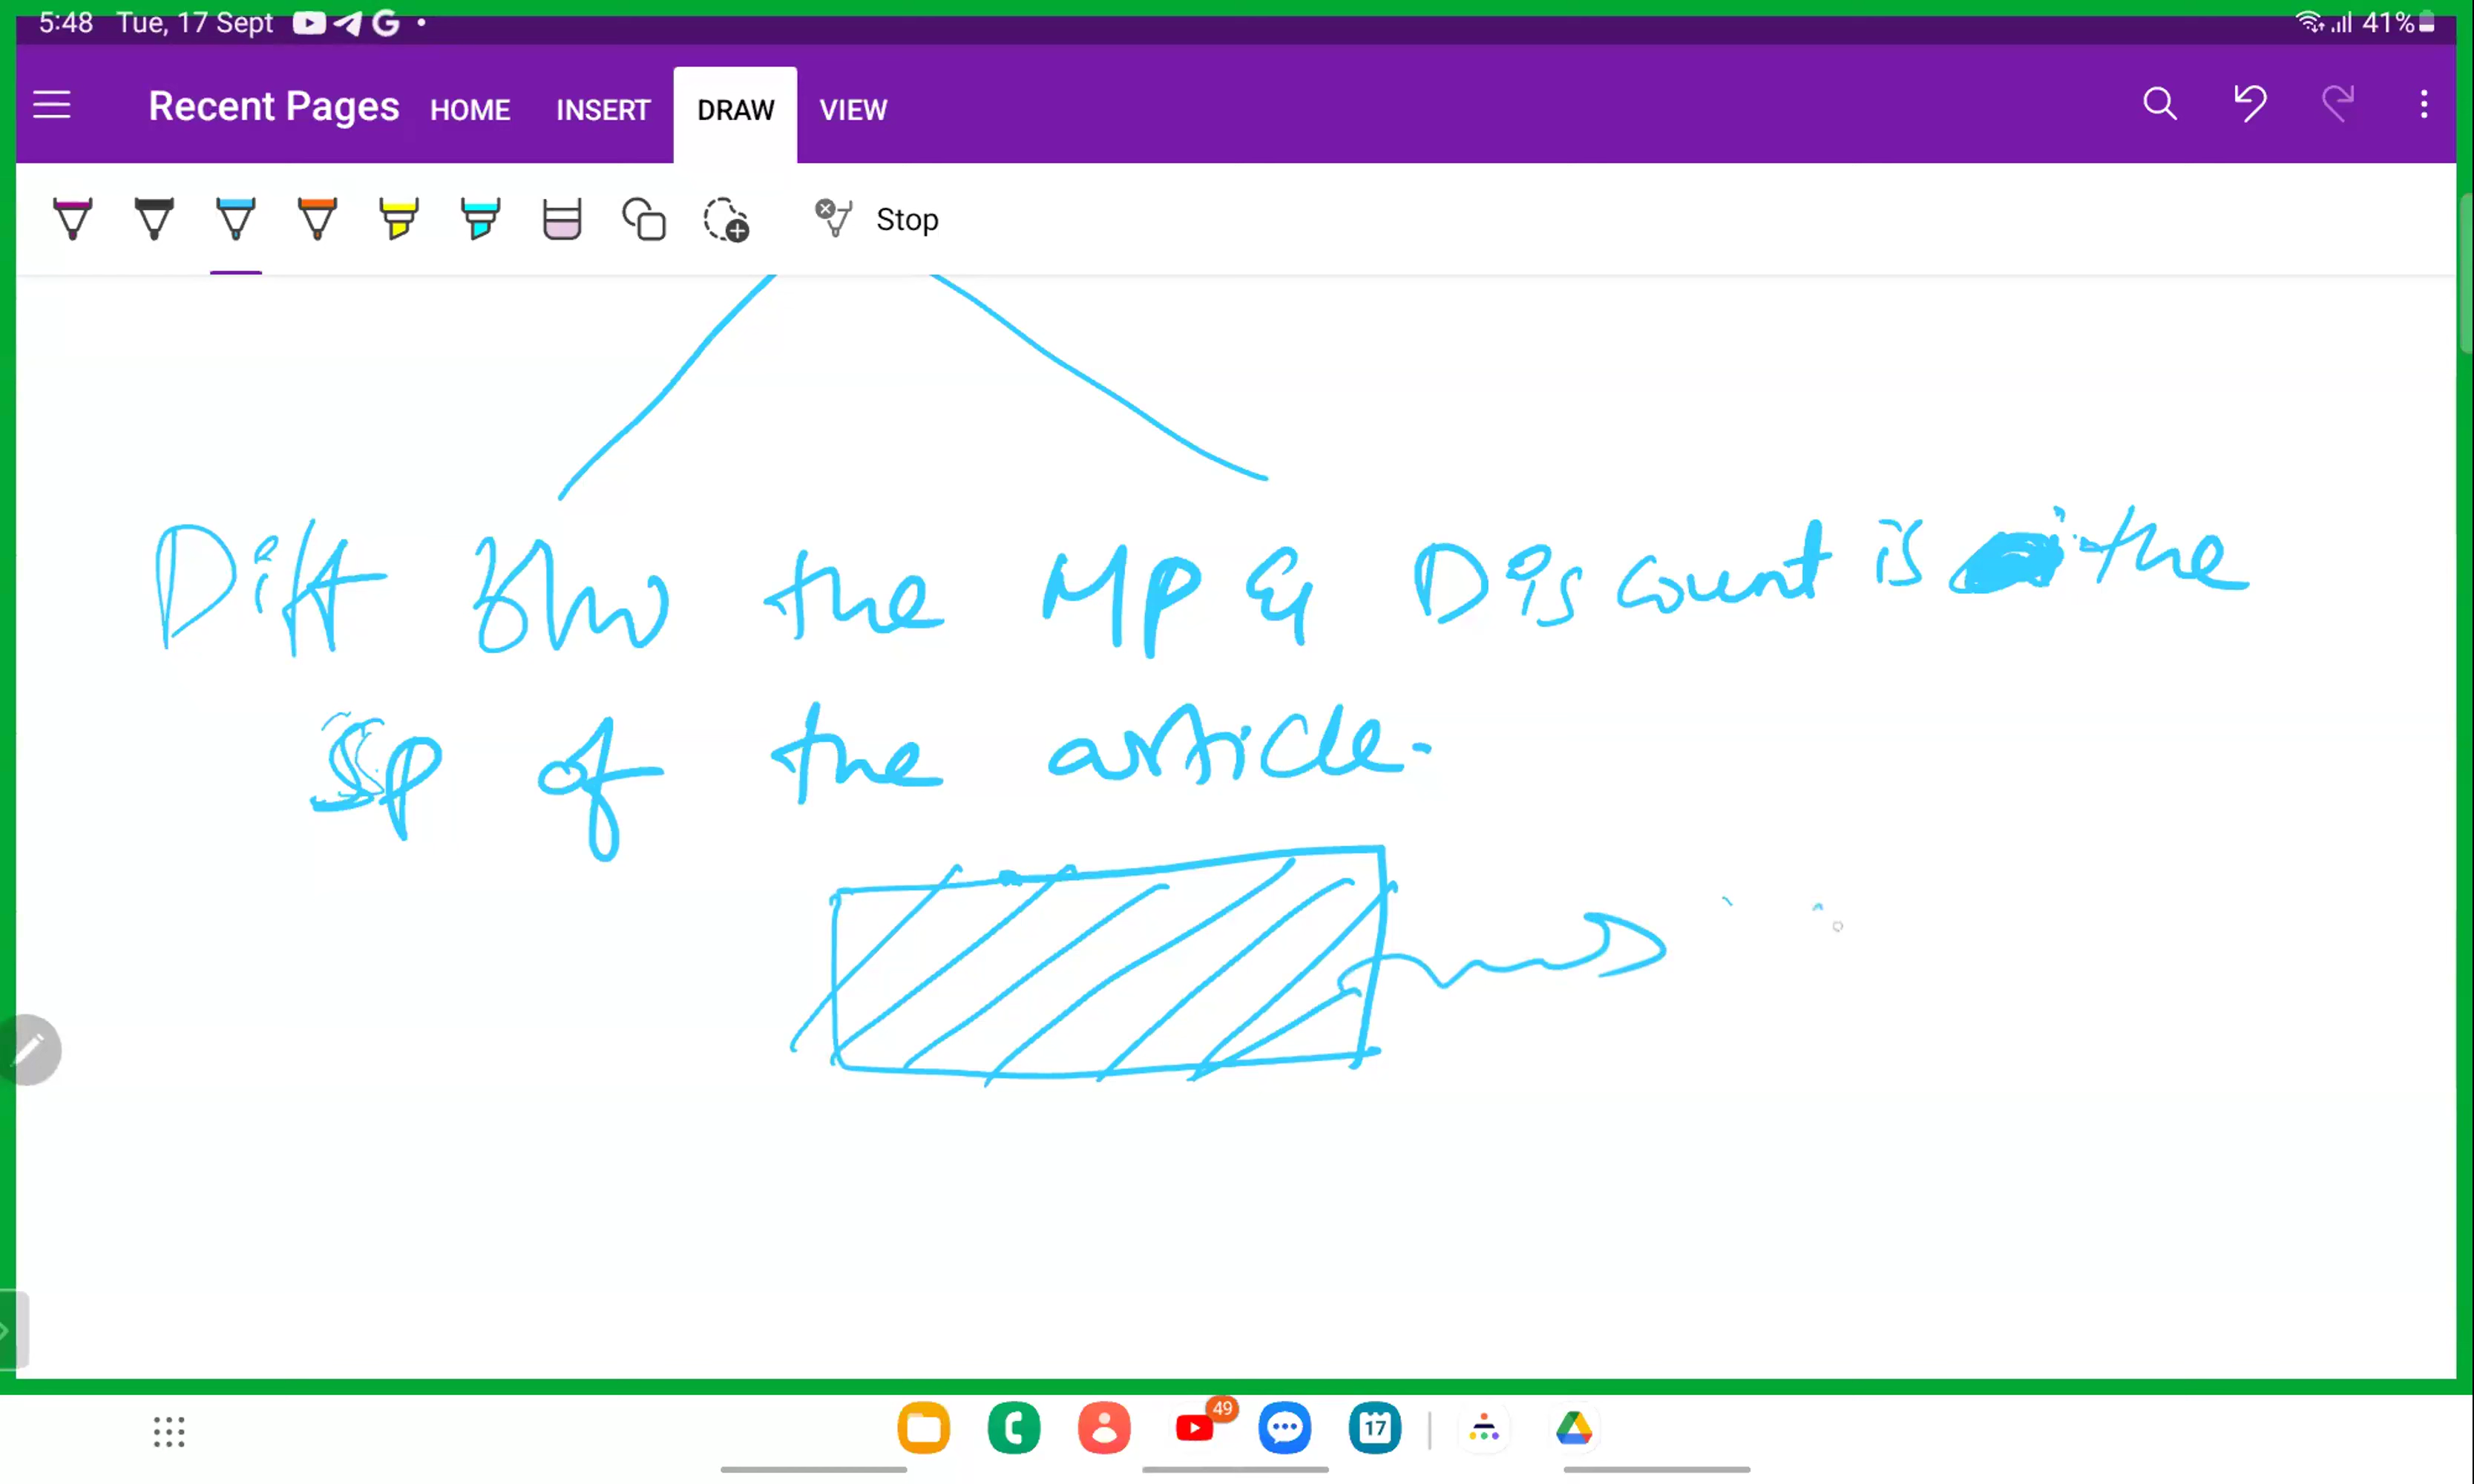 5:48 Tue, 17 Sept 41%
Recent Pages HOME INSERT DRAW VIEW
Stop
Diff b/w the MP & Discount is the
SP of the article.
49
17